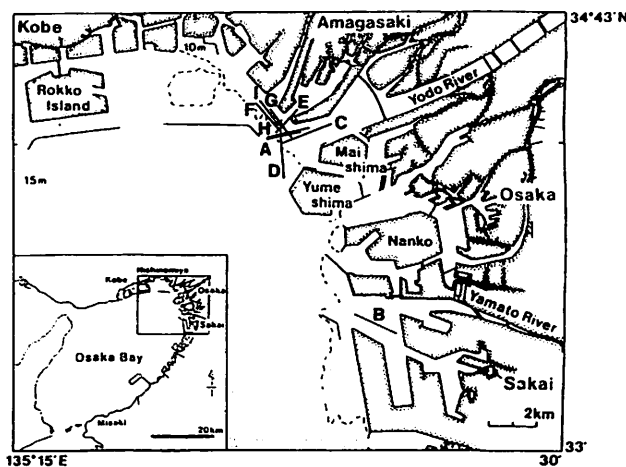 Kobe
Amagasaki
34°43'N
10m
Rokko
Island
Yodo River
I
G
E
F
H
C
A
Mai
shima
D
15m
Yume
shima
Osaka
Nanko
Kobe
Osaka
Sakai
Yamato River
B
Osaka Bay
Sakai
Misaki
20km
2km
135°15'E
30'
33'